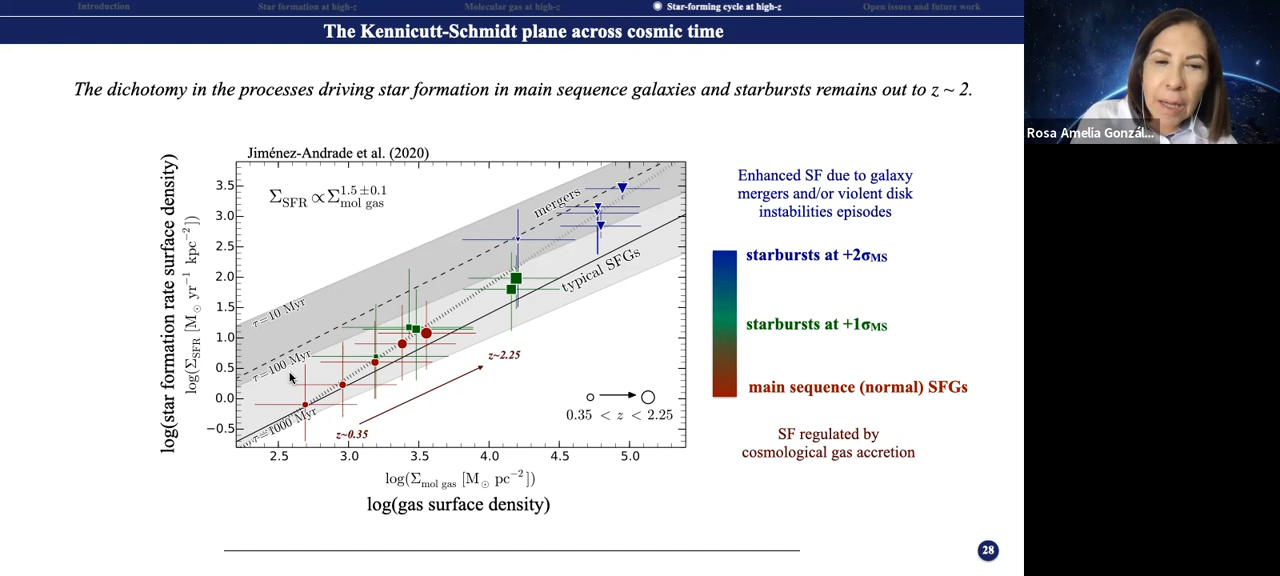 Introduction Star formation at high-z Molecular gas at high-z Star-forming cycle at high-z Open issues and future work
The Kennicutt-Schmidt plane across cosmic time
Rosa Amelia Gonzál...
The dichotomy in the processes driving star formation in main sequence galaxies and starbursts remains out to z ~ 2.
Jiménez-Andrade et al. (2020)
log(star formation rate surface density)
log(Σ_SFR [M_⊙ yr⁻¹ kpc⁻²])
3.5
3.0
2.5
2.0
1.5
1.0
0.5
0.0
−0.5
Σ_SFR ∝ Σ_mol gas^1.5±0.1
mergers
typical SFGs
τ=10 Myr
τ=100 Myr
τ=1000 Myr
z~2.25
z~0.35
0.35 < z < 2.25
2.5 3.0 3.5 4.0 4.5 5.0
log(Σ_mol gas [M_⊙ pc⁻²])
log(gas surface density)
Enhanced SF due to galaxy
mergers and/or violent disk
instabilities episodes
starbursts at +2σMS
starbursts at +1σMS
main sequence (normal) SFGs
SF regulated by
cosmological gas accretion
28